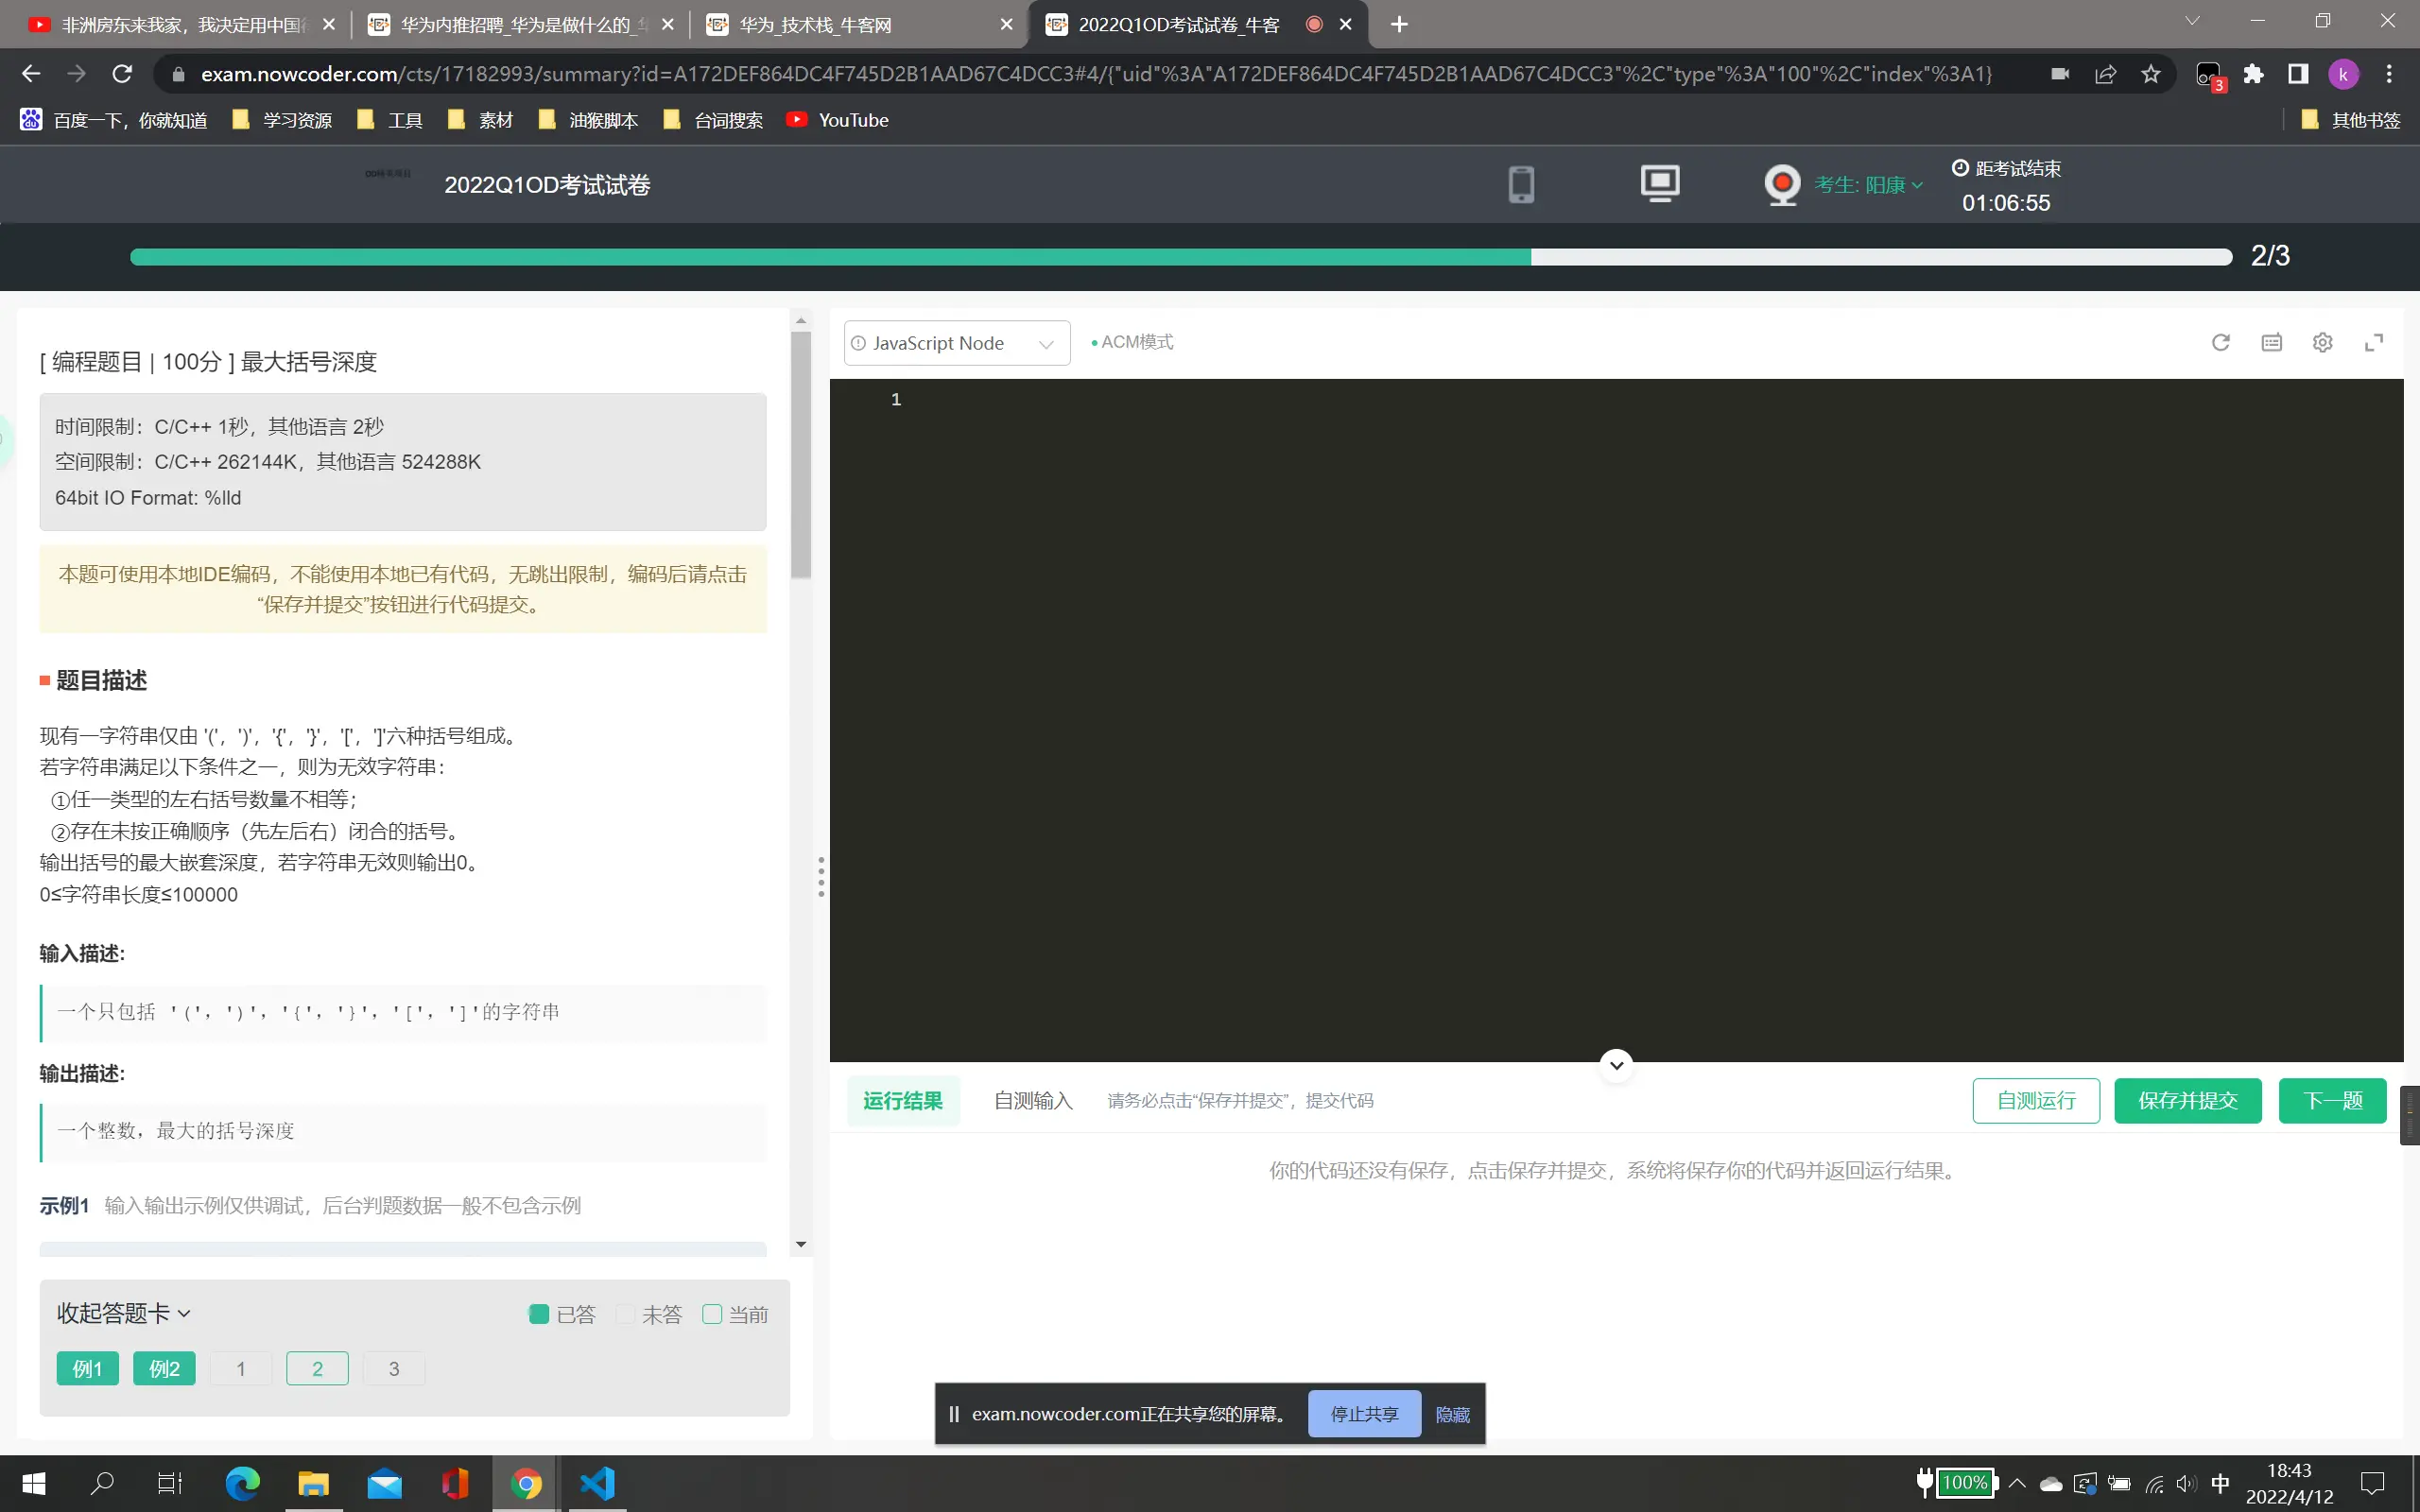 非洲房东来我家，我决定用中国
华为内推招聘_华为是做什么的_
华为_技术栈_牛客网
2022Q1OD考试试卷_牛客
exam.nowcoder.com/cts/17182993/summary?id=A172DEF864DC4F745D2B1AAD67C4DCC3#4/{"uid"%3A"A172DEF864DC4F745D2B1AAD67C4DCC3"%2C"type"%3A"100"%2C"index"%3A1}
3
k
百度一下，你就知道
学习资源
工具
素材
油猴脚本
台词搜索
YouTube
其他书签
2022Q1OD考试试卷
考生: 阳康
距考试结束
01:06:55
2/3
[ 编程题目 | 100分 ] 最大括号深度
时间限制：C/C++ 1秒，其他语言 2秒
空间限制：C/C++ 262144K，其他语言 524288K
64bit IO Format: %lld
本题可使用本地IDE编码，不能使用本地已有代码，无跳出限制，编码后请点击
“保存并提交”按钮进行代码提交。
题目描述
现有一字符串仅由 '('，')'，'{'，'}'，'['，']'六种括号组成。
若字符串满足以下条件之一，则为无效字符串：
①任一类型的左右括号数量不相等；
②存在未按正确顺序（先左后右）闭合的括号。
输出括号的最大嵌套深度，若字符串无效则输出0。
0≤字符串长度≤100000
输入描述:
一个只包括 '('，')'，'{'，'}'，'['，']'的字符串
输出描述:
一个整数，最大的括号深度
示例1 输入输出示例仅供调试，后台判题数据一般不包含示例
收起答题卡
已答
未答
当前
例1
例2
1
2
3
JavaScript Node
ACM模式
1
运行结果
自测输入
请务必点击“保存并提交”，提交代码
自测运行
保存并提交
下一题
你的代码还没有保存，点击保存并提交，系统将保存你的代码并返回运行结果。
exam.nowcoder.com正在共享您的屏幕。
停止共享
隐藏
100%
中
18:43
2022/4/12